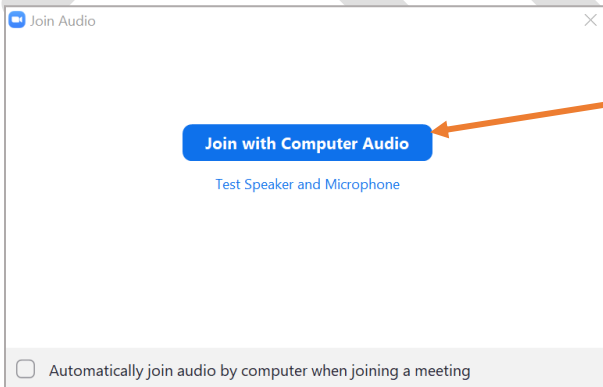 Join Audio
Join with Computer Audio
Test Speaker and Microphone
Automatically join audio by computer when joining a meeting